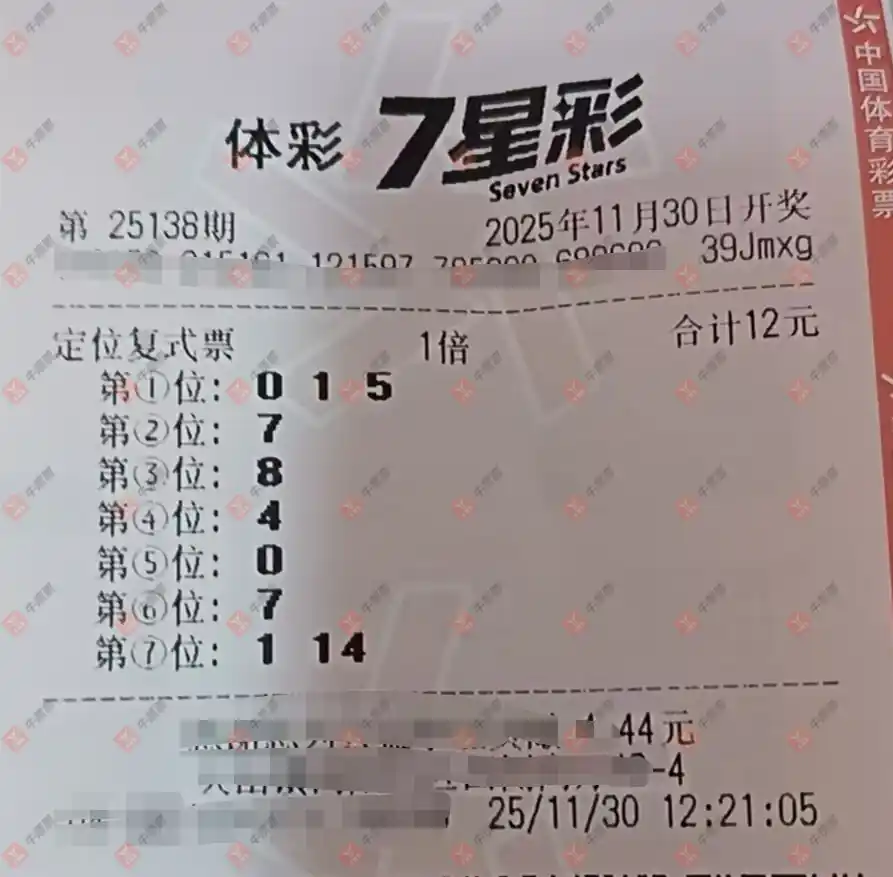 体彩 7星彩
Seven Stars
第 25138期 2025年11月30日开奖
121597 39Jmxg
定位复式票 1倍 合计12元
第①位: 0 1 5
第②位: 7
第③位: 8
第④位: 4
第⑤位: 0
第⑥位: 7
第⑦位: 1 14
44元
-4
25/11/30 12:21:05
中国体育彩票